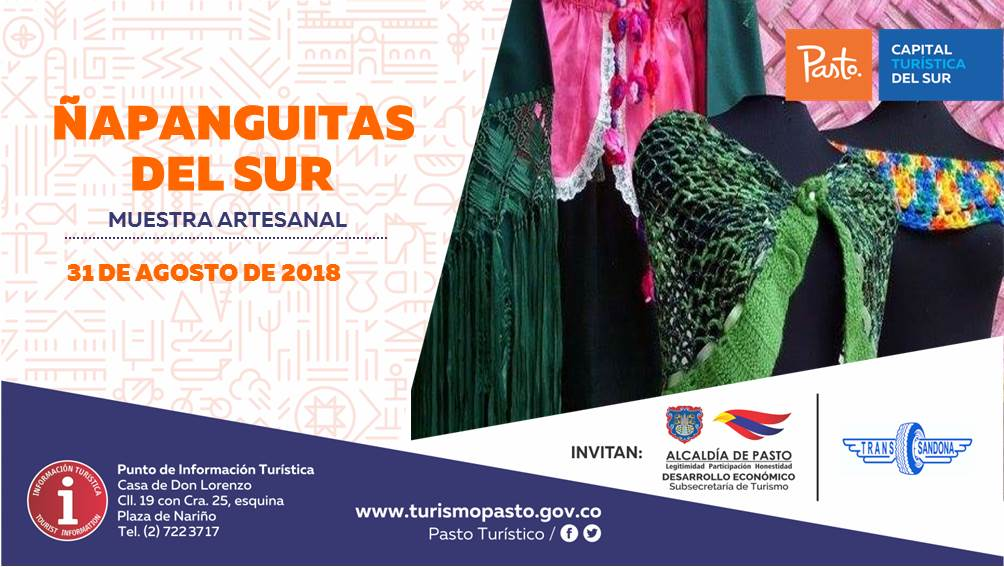 Pasto.
CAPITAL
TURÍSTICA
DEL SUR
ÑAPANGUITAS
DEL SUR
MUESTRA ARTESANAL
31 DE AGOSTO DE 2018
INVITAN:
ALCALDÍA DE PASTO
Legitimidad Participación Honestidad
DESARROLLO ECONÓMICO
Subsecretaría de Turismo
TRANS SANDONA
INFORMACIÓN TURISTICA
i
TOURIST INFORMATION
Punto de Información Turística
Casa de Don Lorenzo
Cll. 19 con Cra. 25, esquina
Plaza de Nariño
Tel. (2) 7223717
www.turismopasto.gov.co
Pasto Turístico /